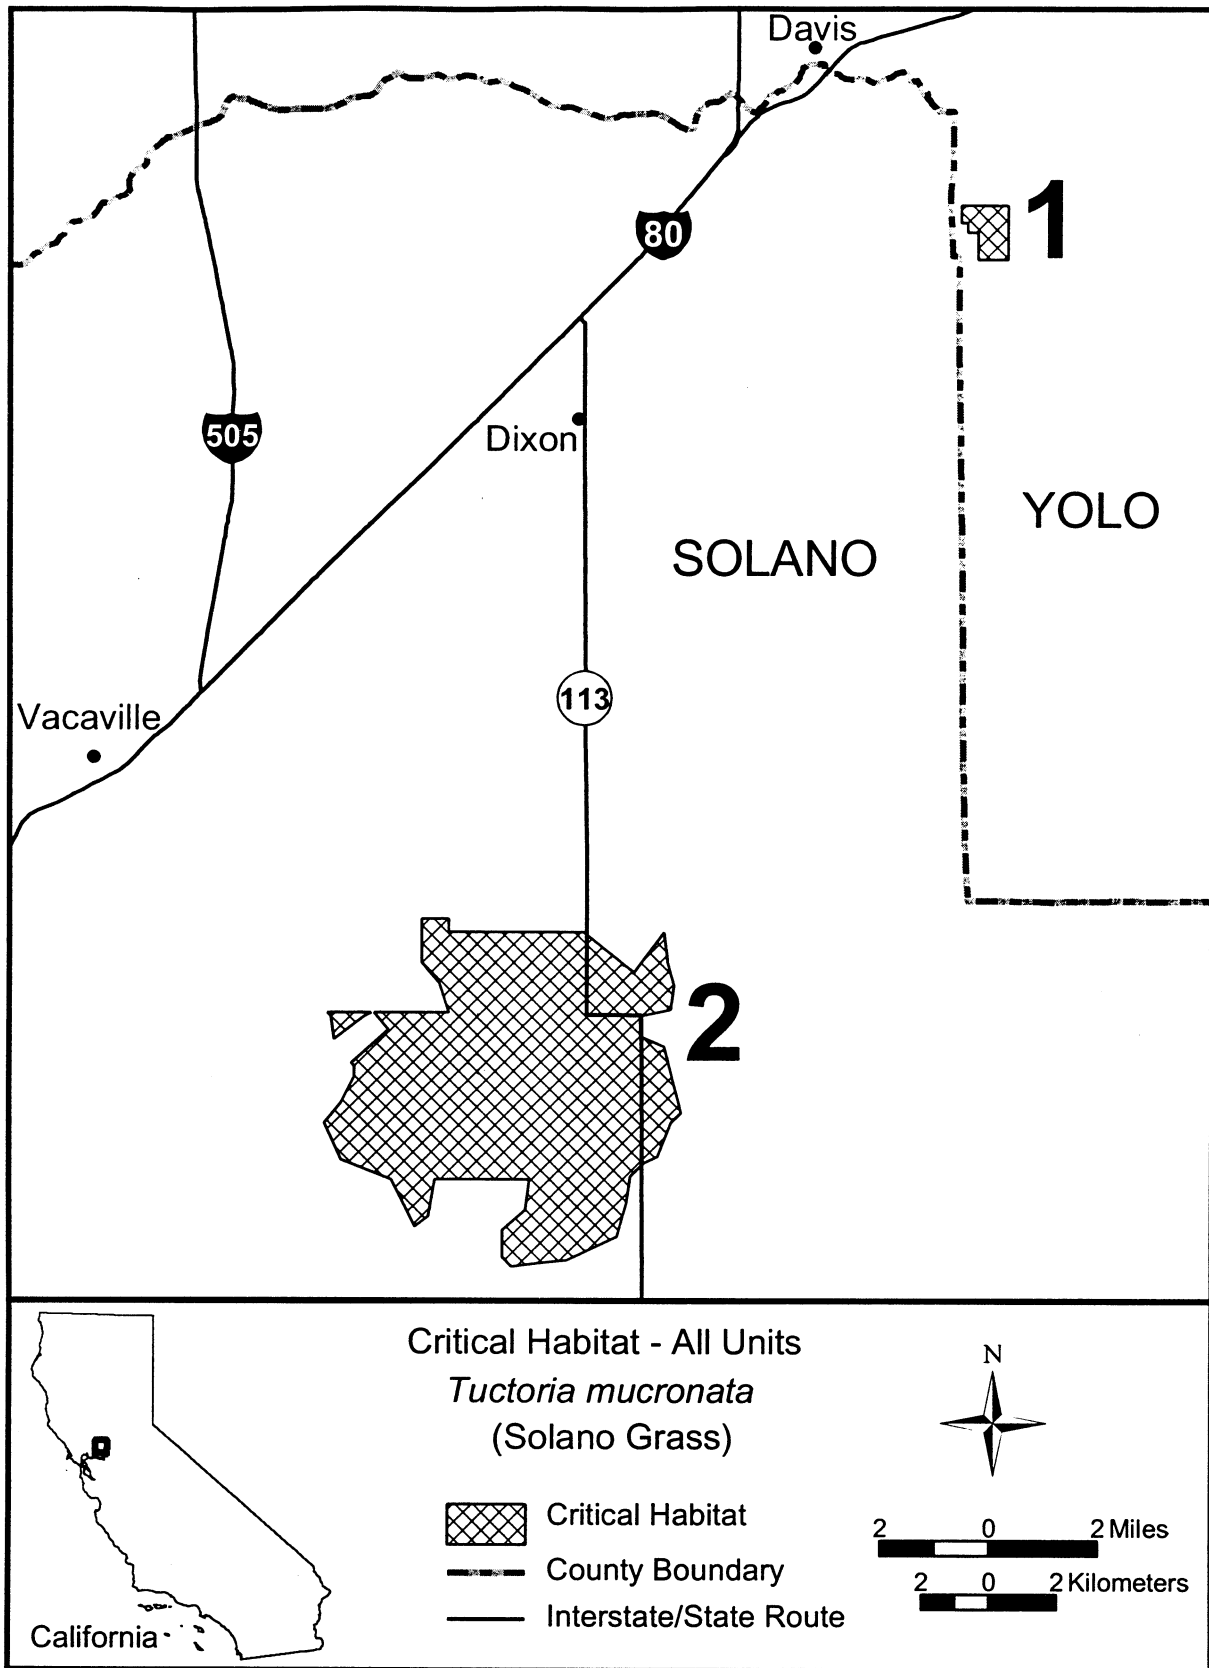 Davis
1
80
505
Dixon
YOLO
SOLANO
113
Vacaville
2
Critical Habitat - All Units
Tuctoria mucronata
(Solano Grass)
N
Critical Habitat
County Boundary
Interstate/State Route
2 0 2 Miles
2 0 2 Kilometers
California